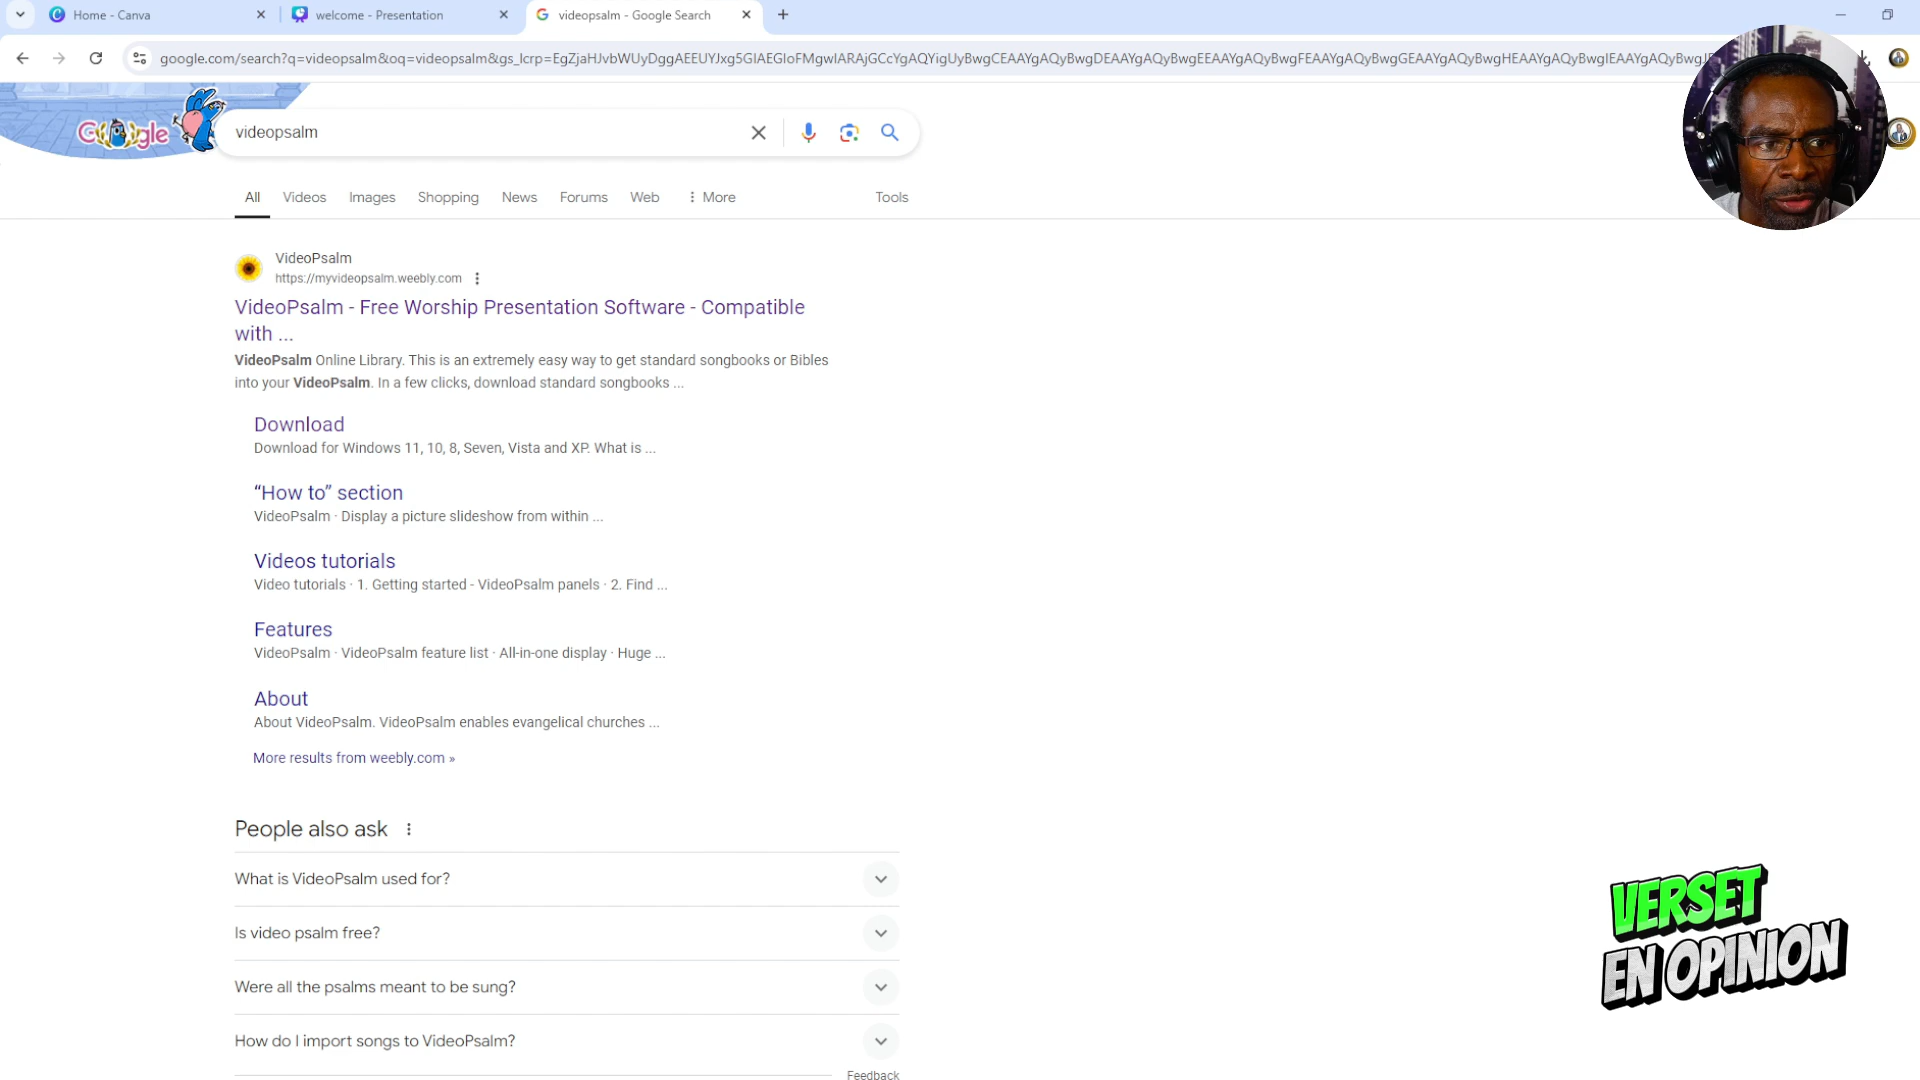 Home - Canva
welcome - Presentation
videopsalm - Google Search
Google
videopsalm
All
Videos
Images
Shopping
News
Forums
Web
More
Tools
VideoPsalm
https://myvideopsalm.weebly.com
VideoPsalm - Free Worship Presentation Software - Compatible
with ...
VideoPsalm Online Library. This is an extremely easy way to get standard songbooks or Bibles
into your VideoPsalm. In a few clicks, download standard songbooks ...
Download
Download for Windows 11, 10, 8, Seven, Vista and XP. What is ...
“How to” section
VideoPsalm · Display a picture slideshow from within ...
Videos tutorials
Video tutorials · 1. Getting started - VideoPsalm panels · 2. Find ...
Features
VideoPsalm · VideoPsalm feature list · All-in-one display · Huge ...
About
About VideoPsalm. VideoPsalm enables evangelical churches ...
More results from weebly.com »
People also ask
What is VideoPsalm used for?
Is video psalm free?
Were all the psalms meant to be sung?
How do I import songs to VideoPsalm?
Feedback
VERSET
EN OPINION